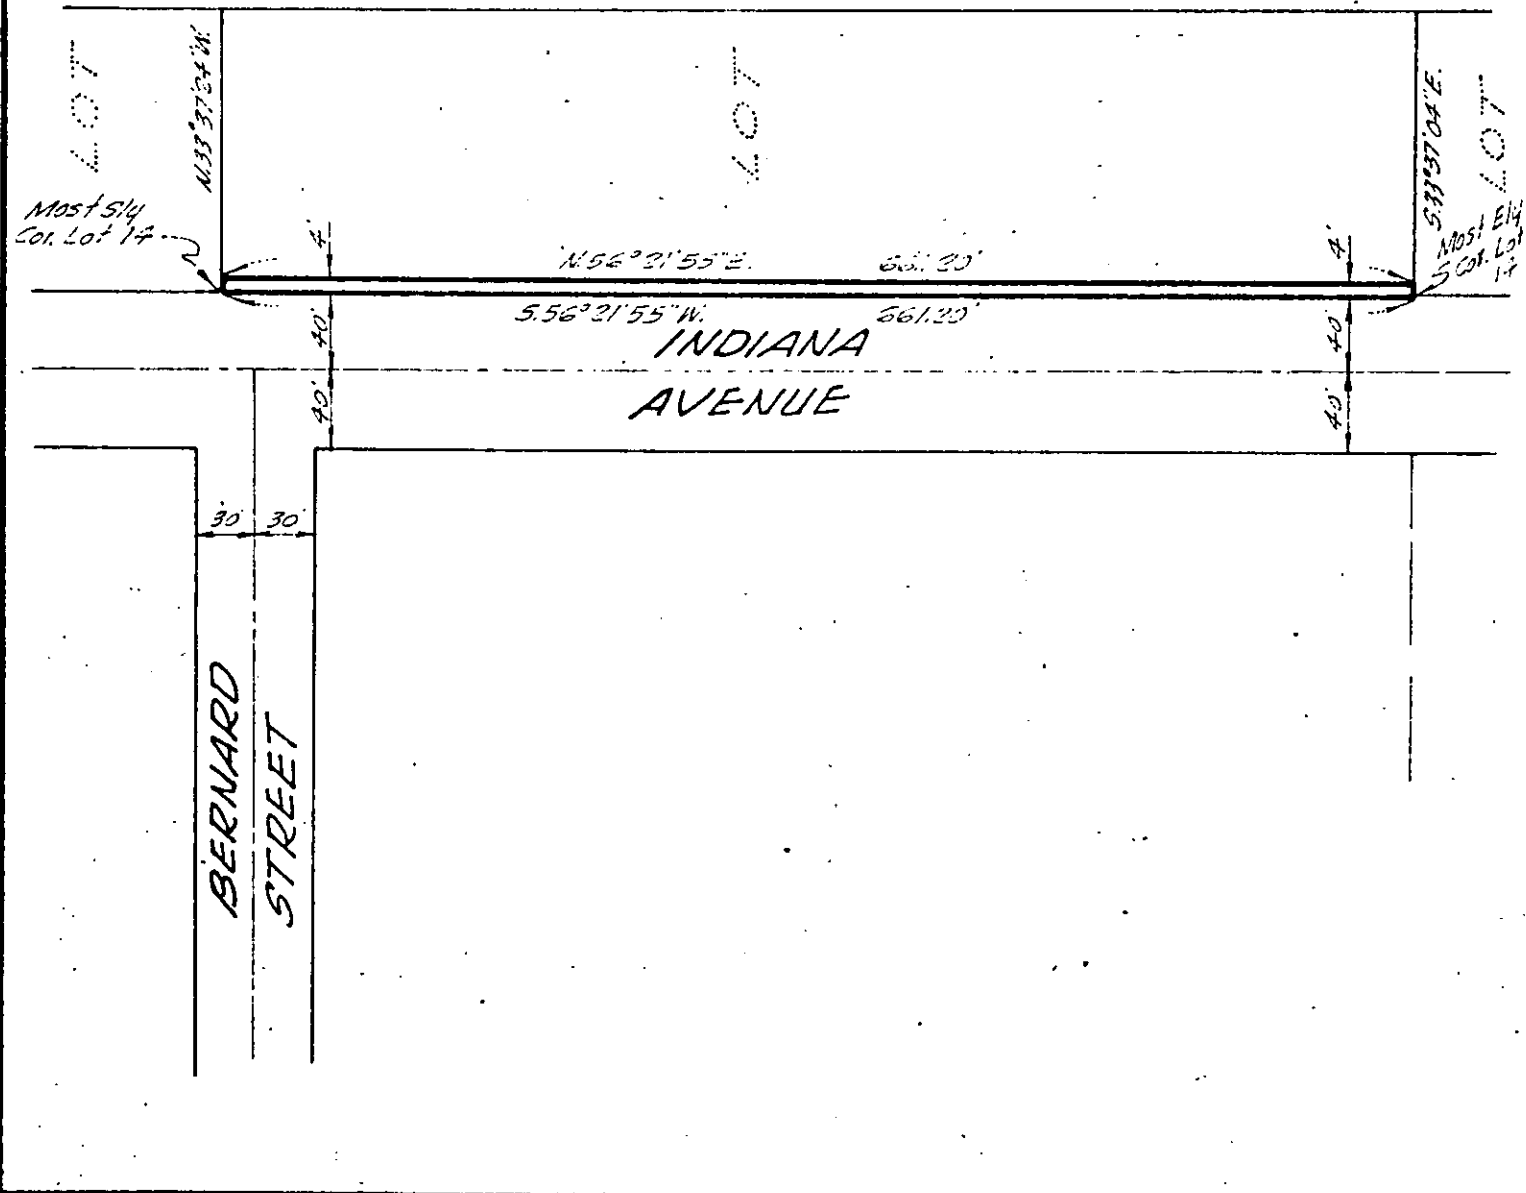 LOT
N.33°37'04"W.
LOT
S.33°37'04"E.
LOT
Most Sly
Cor. Lot 14
Most Ely
Cor. Lot
14
4'
4'
N.56°21'55"E. 661.20'
S.56°21'55"W. 661.20'
40'
40'
INDIANA
AVENUE
40'
40'
30' 30'
BERNARD
STREET